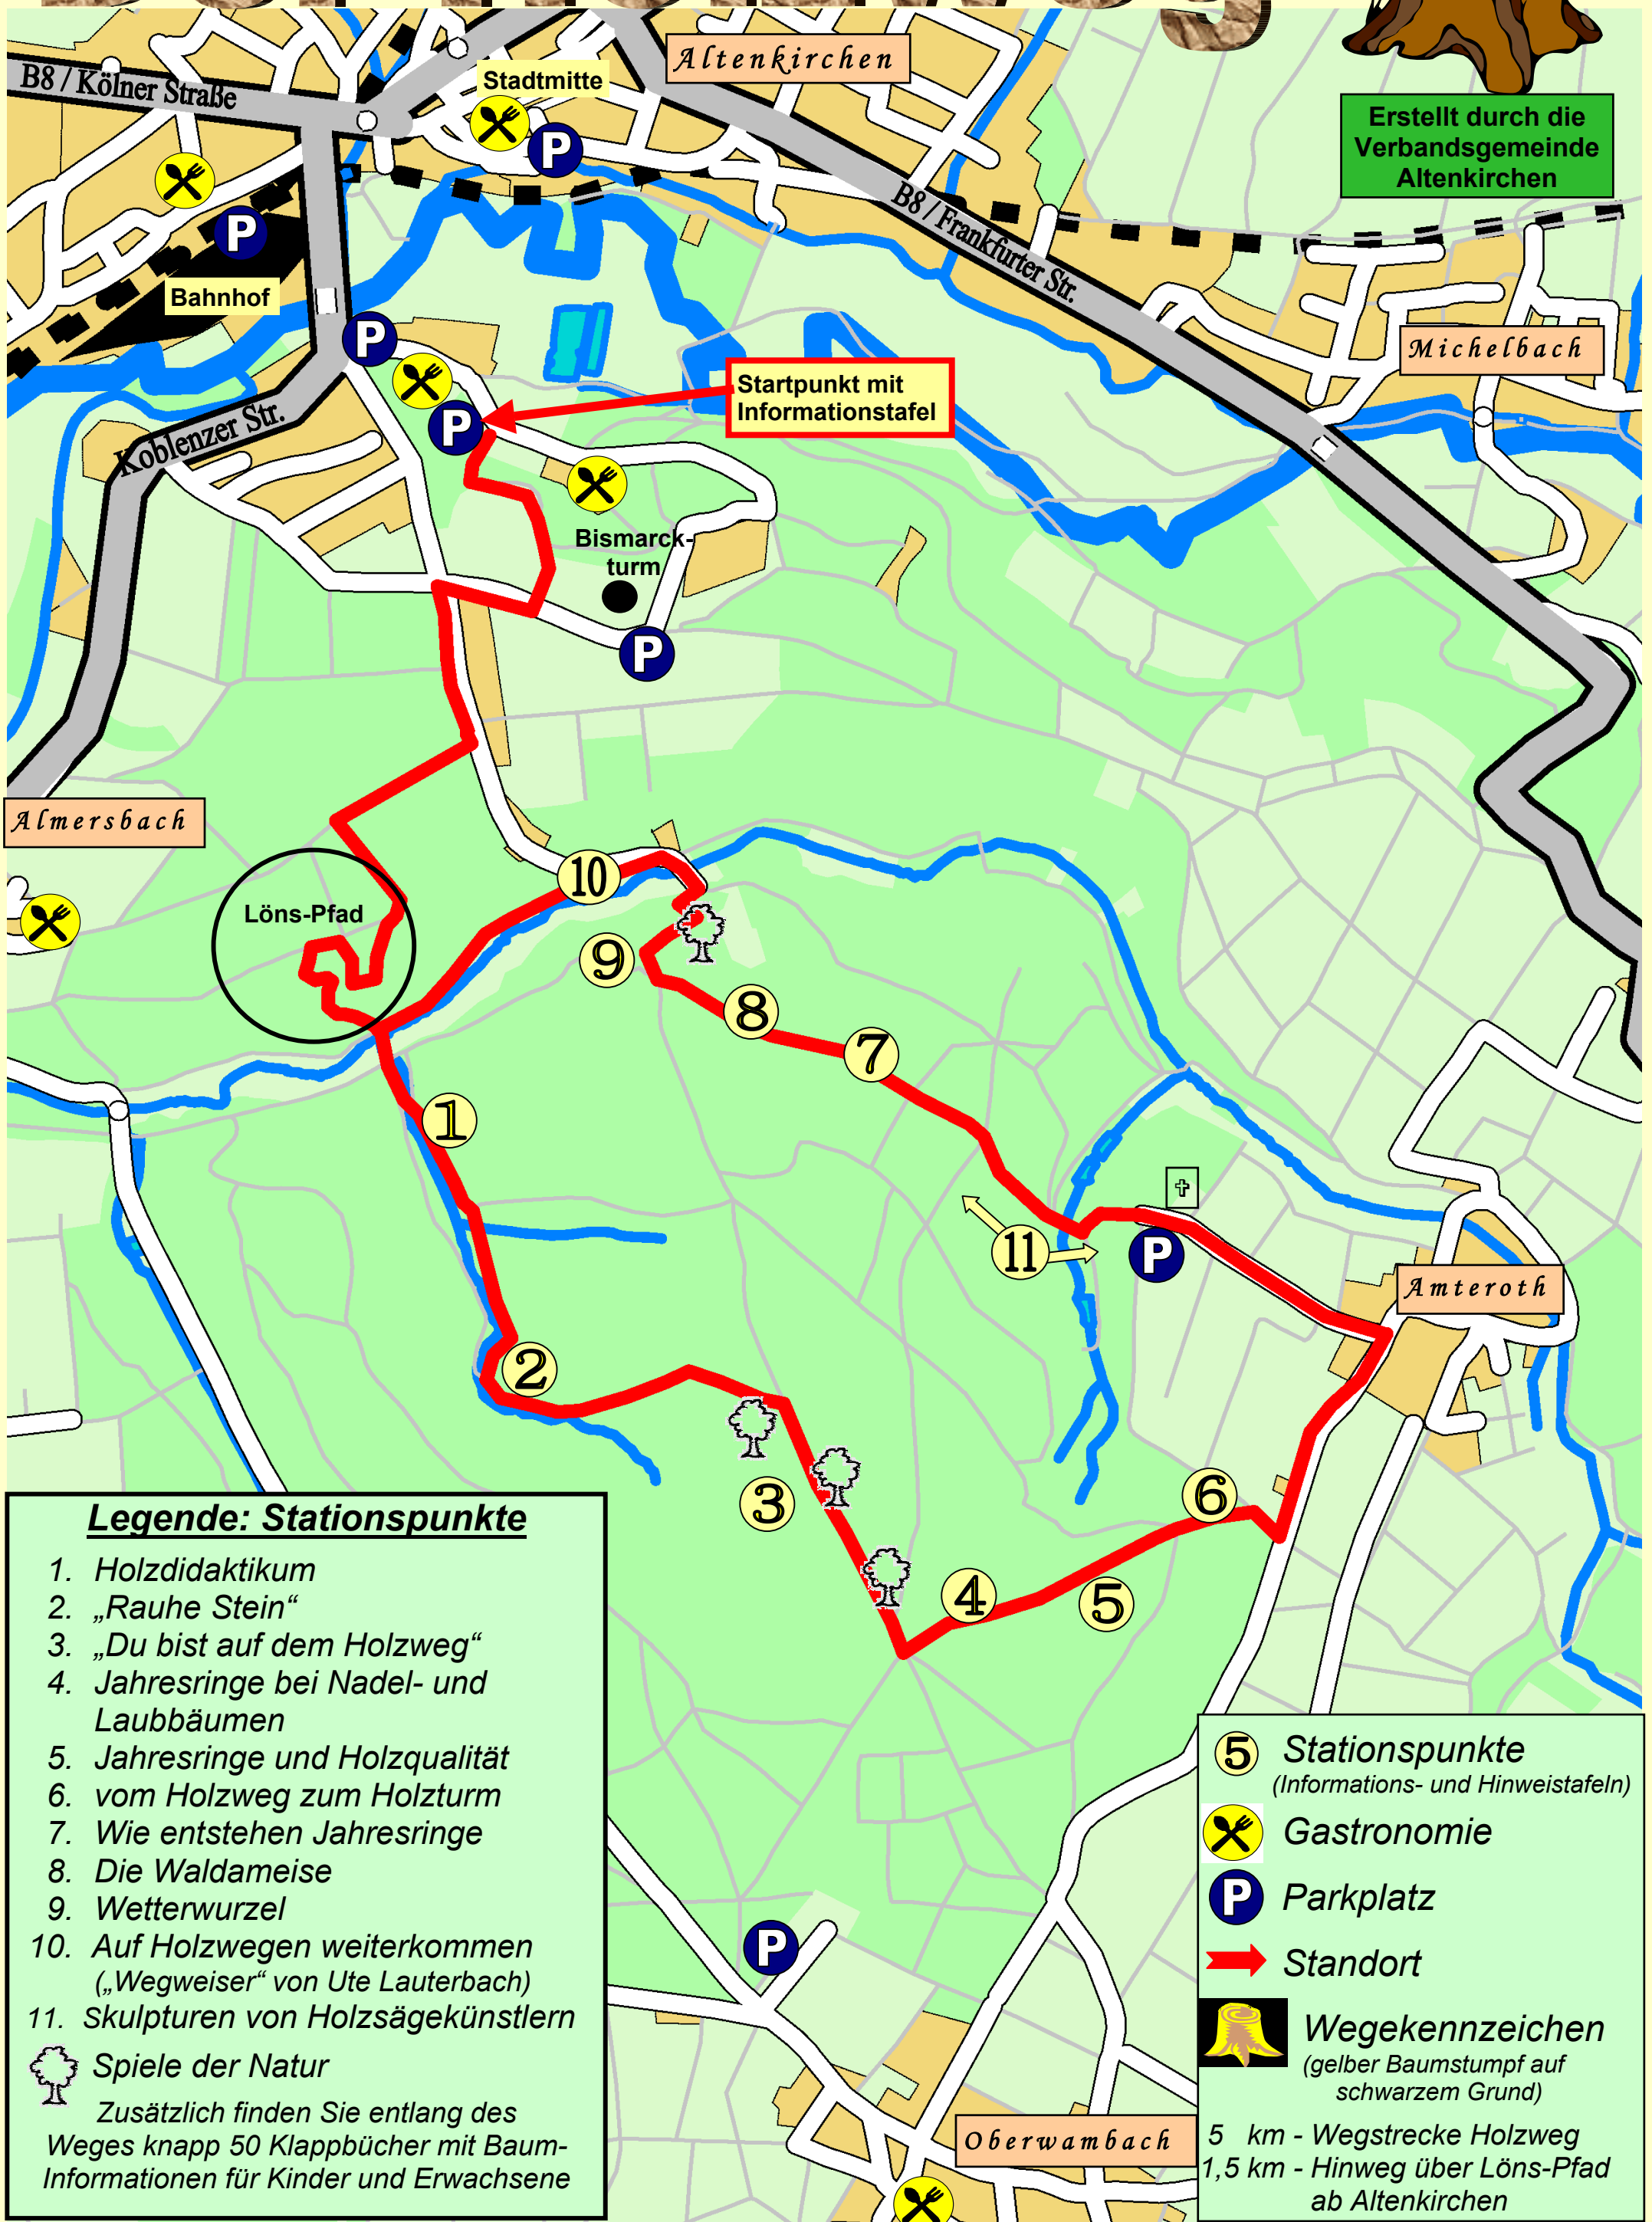 Altenkirchen
B8 / Kölner Straße
Stadtmitte
P
Erstellt durch die
Verbandsgemeinde
Altenkirchen
B8 / Frankfurter Str.
P
Bahnhof
P
Michelbach
Startpunkt mit
Informationstafel
P
Koblenzer Str.
Bismarck-
turm
P
Almersbach
Löns-Pfad
10
9
8
7
1
11
P
Amteroth
2
3
6
4
5
P
Oberwambach
Legende: Stationspunkte
1. Holzdidaktikum
2. „Rauhe Stein“
3. „Du bist auf dem Holzweg“
4. Jahresringe bei Nadel- und
Laubbäumen
5. Jahresringe und Holzqualität
6. vom Holzweg zum Holzturm
7. Wie entstehen Jahresringe
8. Die Waldameise
9. Wetterwurzel
10. Auf Holzwegen weiterkommen
(„Wegweiser“ von Ute Lauterbach)
11. Skulpturen von Holzsägekünstlern
Spiele der Natur
Zusätzlich finden Sie entlang des
Weges knapp 50 Klappbücher mit Baum-
Informationen für Kinder und Erwachsene
5 Stationspunkte
(Informations- und Hinweistafeln)
Gastronomie
P Parkplatz
Standort
Wegekennzeichen
(gelber Baumstumpf auf
schwarzem Grund)
5 km - Wegstrecke Holzweg
1,5 km - Hinweg über Löns-Pfad
ab Altenkirchen